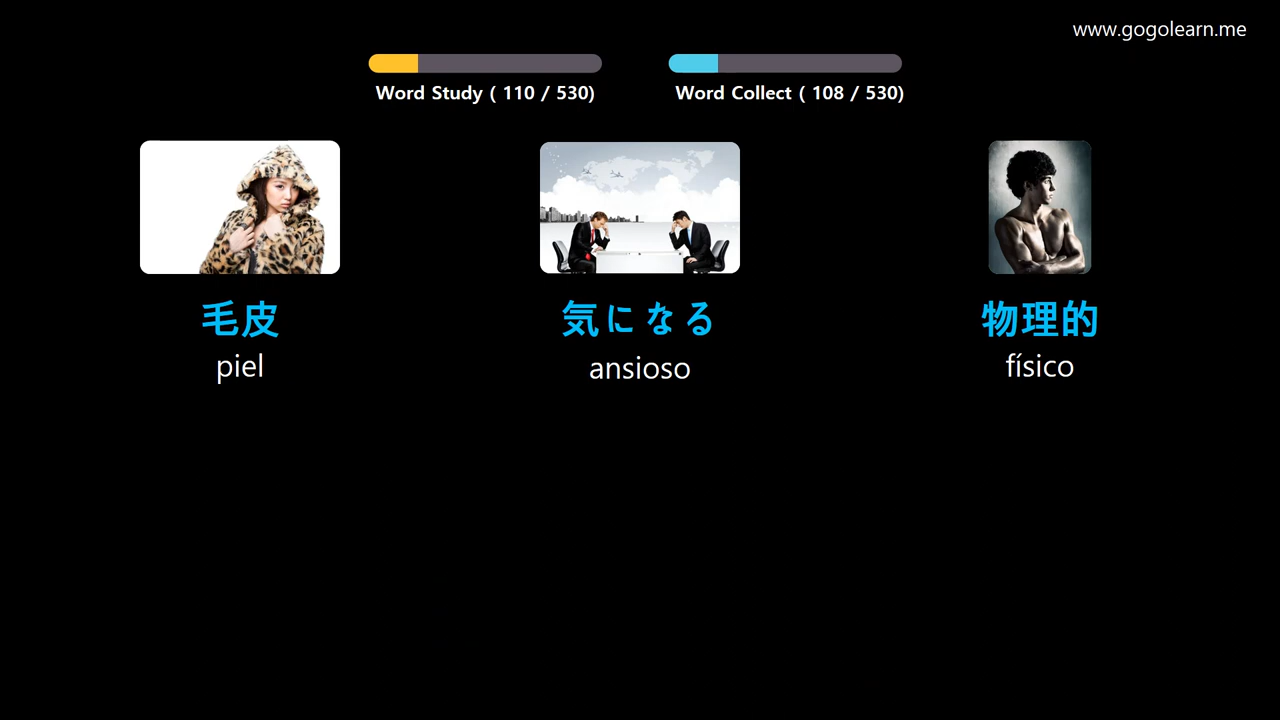 www.gogolearn.me
Word Study ( 110 / 530)
Word Collect ( 108 / 530)
毛皮
気になる
物理的
piel
ansioso
físico